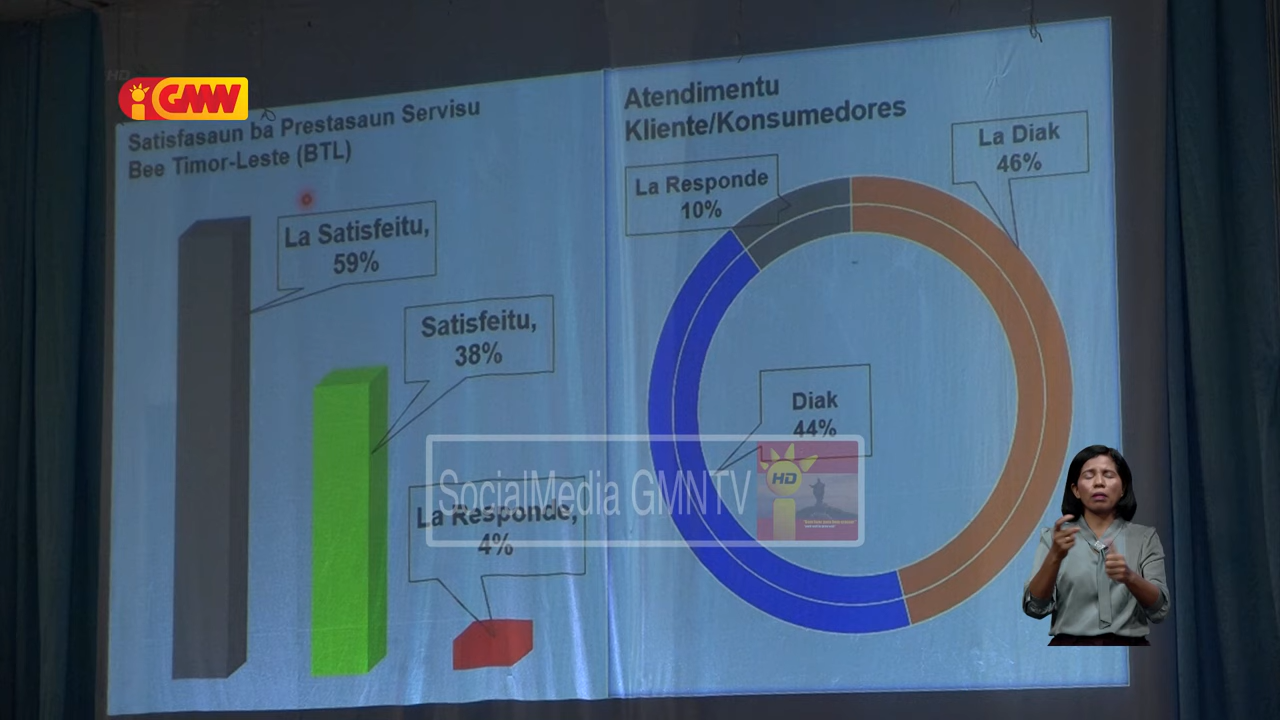 HD
GMN
Satisfasaun ba Prestasaun Servisu
Bee Timor-Leste (BTL)
La Satisfeitu,
59%
Satisfeitu,
38%
La Responde,
4%
Atendimentu
Kliente/Konsumedores
La Responde
10%
La Diak
46%
Diak
44%
SocialMedia GMNTV
HD